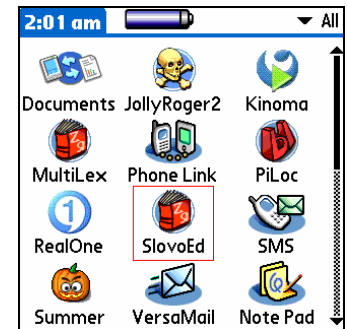 2:01 am All
Documents JollyRoger2 Kinoma
MultiLex Phone Link PiLoc
RealOne SlovoEd SMS
Summer VersaMail Note Pad